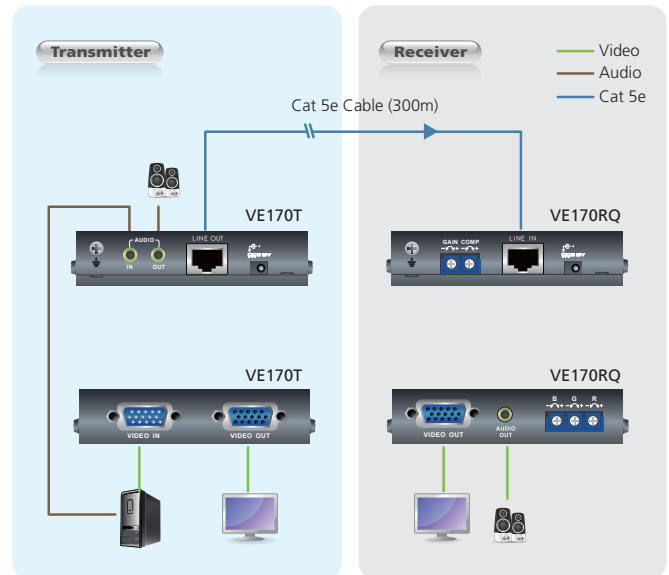 Transmitter
Receiver
Video
Audio
Cat 5e
Cat 5e Cable (300m)
VE170T
AUDIO
IN OUT
LINE OUT
VE170RQ
GAIN COMP
- +
- +
LINE IN
VE170T
VIDEO IN
VIDEO OUT
VE170RQ
VIDEO OUT
AUDIO
OUT
B G R
- + - + - +